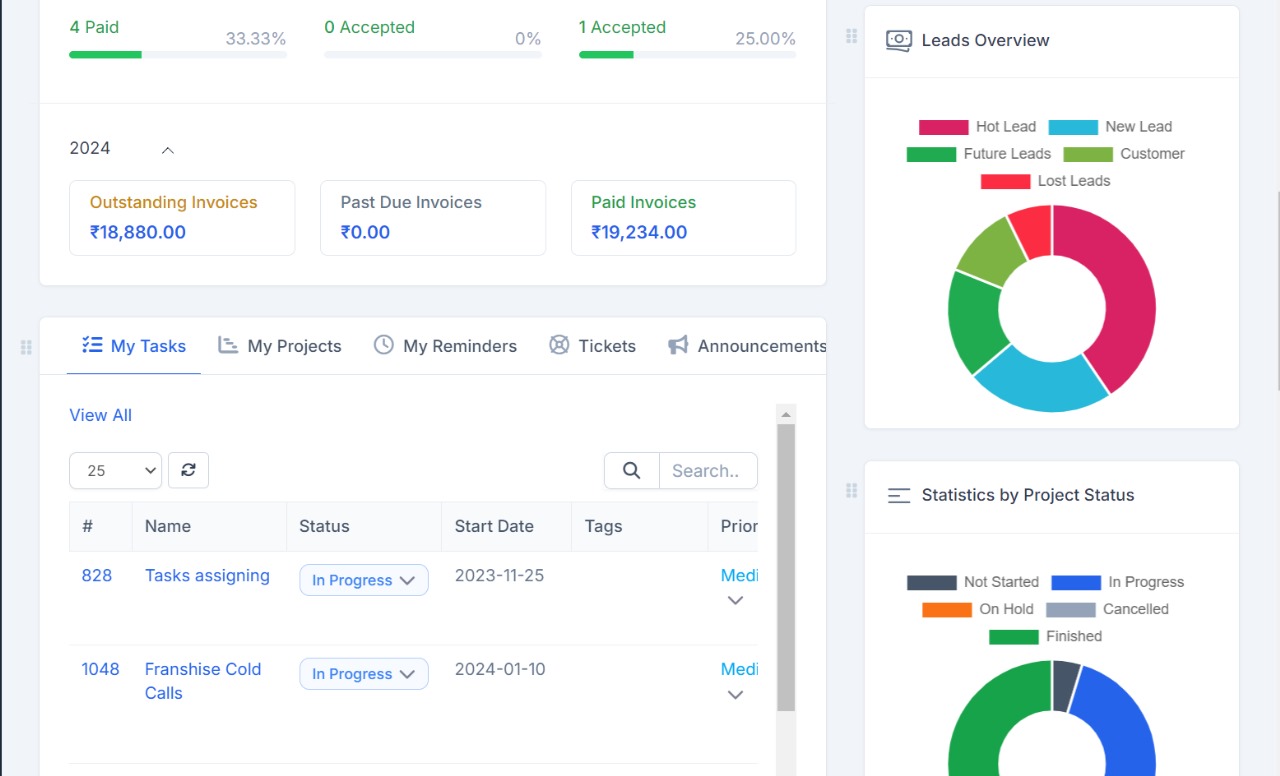 4 Paid
33.33%
0 Accepted
0%
1 Accepted
25.00%
2024
Outstanding Invoices
₹18,880.00
Past Due Invoices
₹0.00
Paid Invoices
₹19,234.00
My Tasks My Projects My Reminders Tickets Announcements
View All
25
Search..
# Name Status Start Date Tags Prior
828 Tasks assigning In Progress 2023-11-25 Medi
1048 Franshise Cold In Progress 2024-01-10 Medi
Calls
Leads Overview
Hot Lead New Lead
Future Leads Customer
Lost Leads
Statistics by Project Status
Not Started In Progress
On Hold Cancelled
Finished